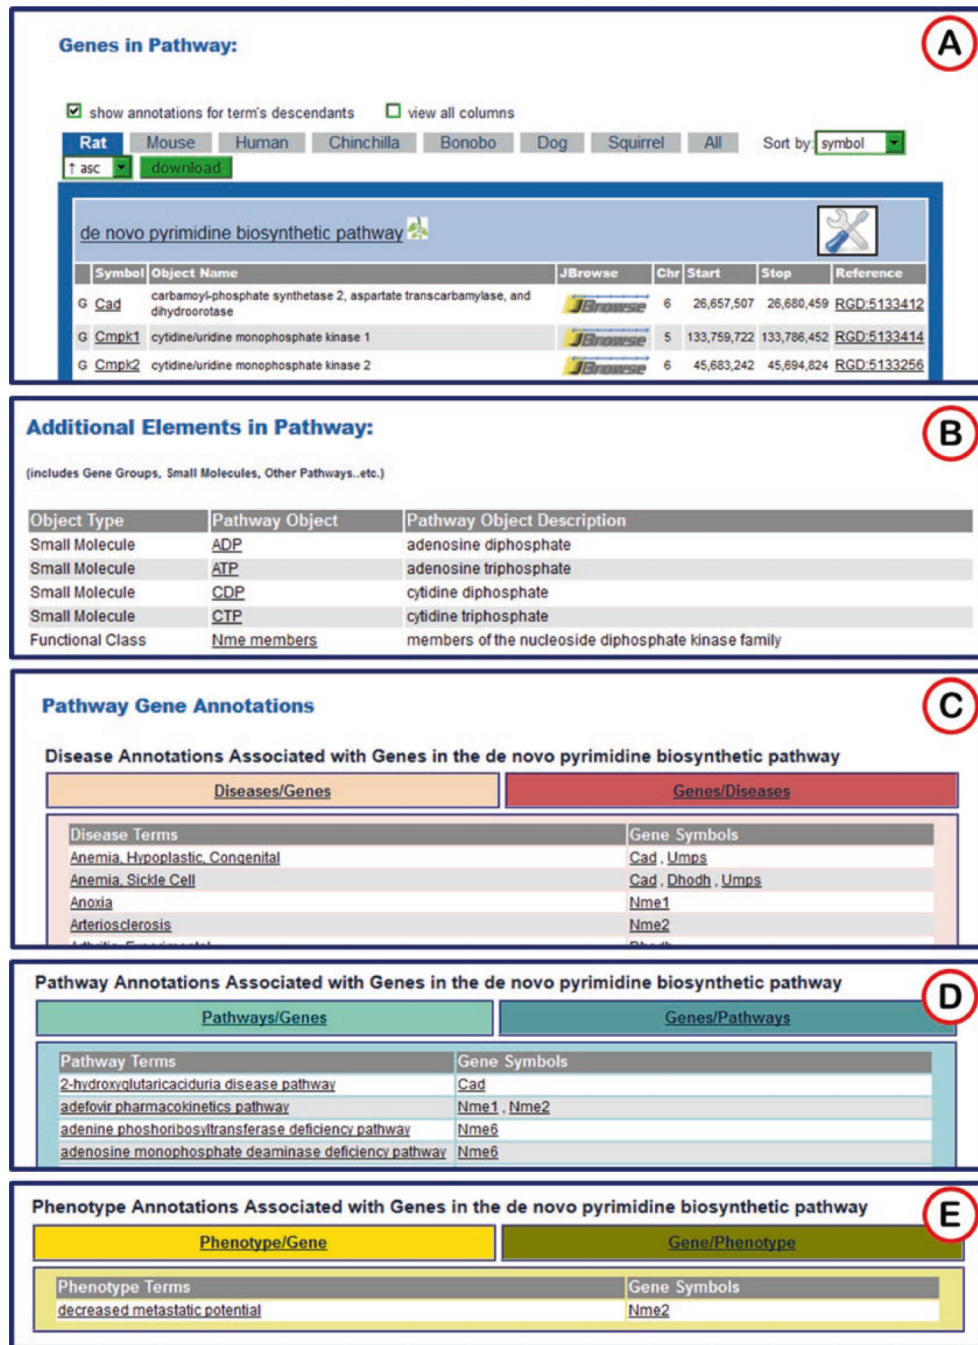 Genes in Pathway:
A
show annotations for term's descendants view all columns
Rat Mouse Human Chinchilla Bonobo Dog Squirrel All Sort by: symbol
↑ asc download
de novo pyrimidine biosynthetic pathway
Symbol Object Name JBrowse Chr Start Stop Reference
G Cad carbamoyl-phosphate synthetase 2, aspartate transcarbamylase, and dihydroorotase JBrowse 6 26,657,507 26,680,459 RGD:5133412
G Cmpk1 cytidine/uridine monophosphate kinase 1 JBrowse 5 133,759,722 133,786,452 RGD:5133414
G Cmpk2 cytidine/uridine monophosphate kinase 2 JBrowse 6 45,683,242 45,694,824 RGD:5133256
Additional Elements in Pathway:
B
(includes Gene Groups, Small Molecules, Other Pathways..etc.)
Object Type Pathway Object Pathway Object Description
Small Molecule ADP adenosine diphosphate
Small Molecule ATP adenosine triphosphate
Small Molecule CDP cytidine diphosphate
Small Molecule CTP cytidine triphosphate
Functional Class Nme members members of the nucleoside diphosphate kinase family
Pathway Gene Annotations
C
Disease Annotations Associated with Genes in the de novo pyrimidine biosynthetic pathway
Diseases/Genes Genes/Diseases
Disease Terms Gene Symbols
Anemia, Hypoplastic, Congenital Cad , Umps
Anemia, Sickle Cell Cad , Dhodh , Umps
Anoxia Nme1
Arteriosclerosis Nme2
Arthritis, Experimental Dhodh
Pathway Annotations Associated with Genes in the de novo pyrimidine biosynthetic pathway
D
Pathways/Genes Genes/Pathways
Pathway Terms Gene Symbols
2-hydroxyglutaricaciduria disease pathway Cad
adefovir pharmacokinetics pathway Nme1 , Nme2
adenine phoshoribosyltransferase deficiency pathway Nme6
adenosine monophosphate deaminase deficiency pathway Nme6
Phenotype Annotations Associated with Genes in the de novo pyrimidine biosynthetic pathway
E
Phenotype/Gene Gene/Phenotype
Phenotype Terms Gene Symbols
decreased metastatic potential Nme2